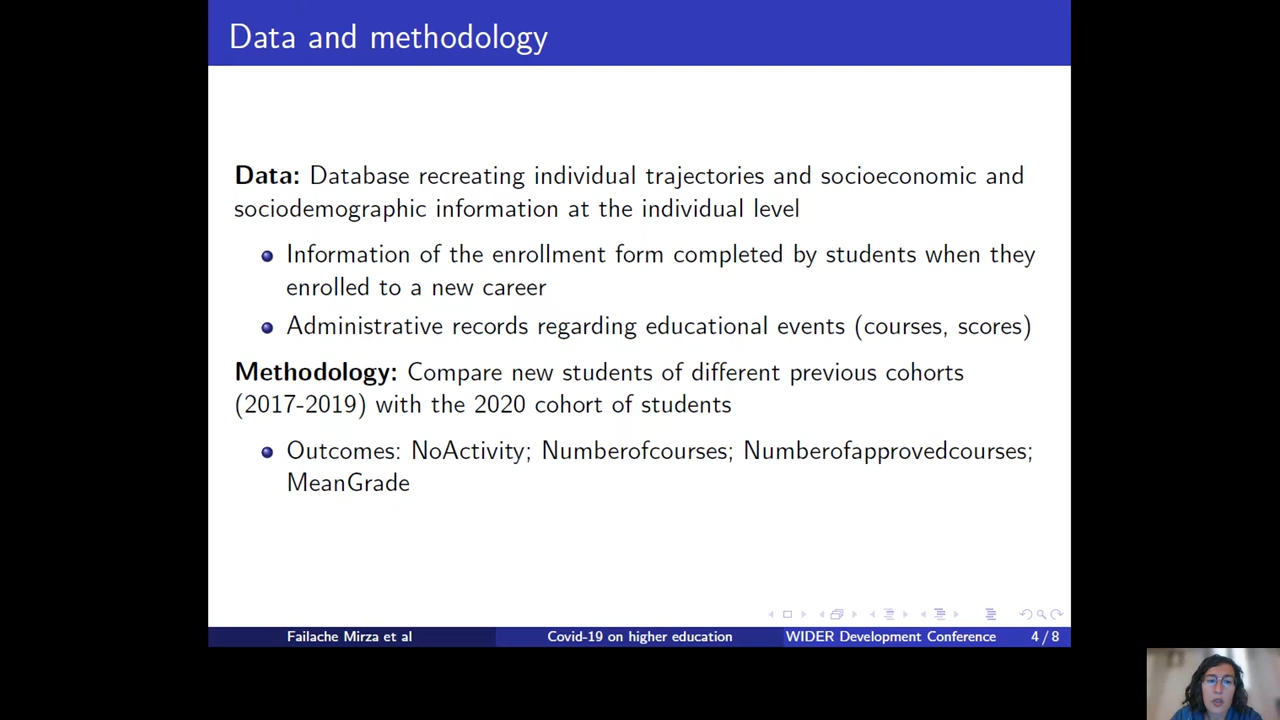 Data and methodology
Data: Database recreating individual trajectories and socioeconomic and
sociodemographic information at the individual level
Information of the enrollment form completed by students when they
enrolled to a new career
Administrative records regarding educational events (courses, scores)
Methodology: Compare new students of different previous cohorts
(2017-2019) with the 2020 cohort of students
Outcomes: NoActivity; Numberofcourses; Numberofapprovedcourses;
MeanGrade
Failache Mirza et al Covid-19 on higher education WIDER Development Conference 4 / 8